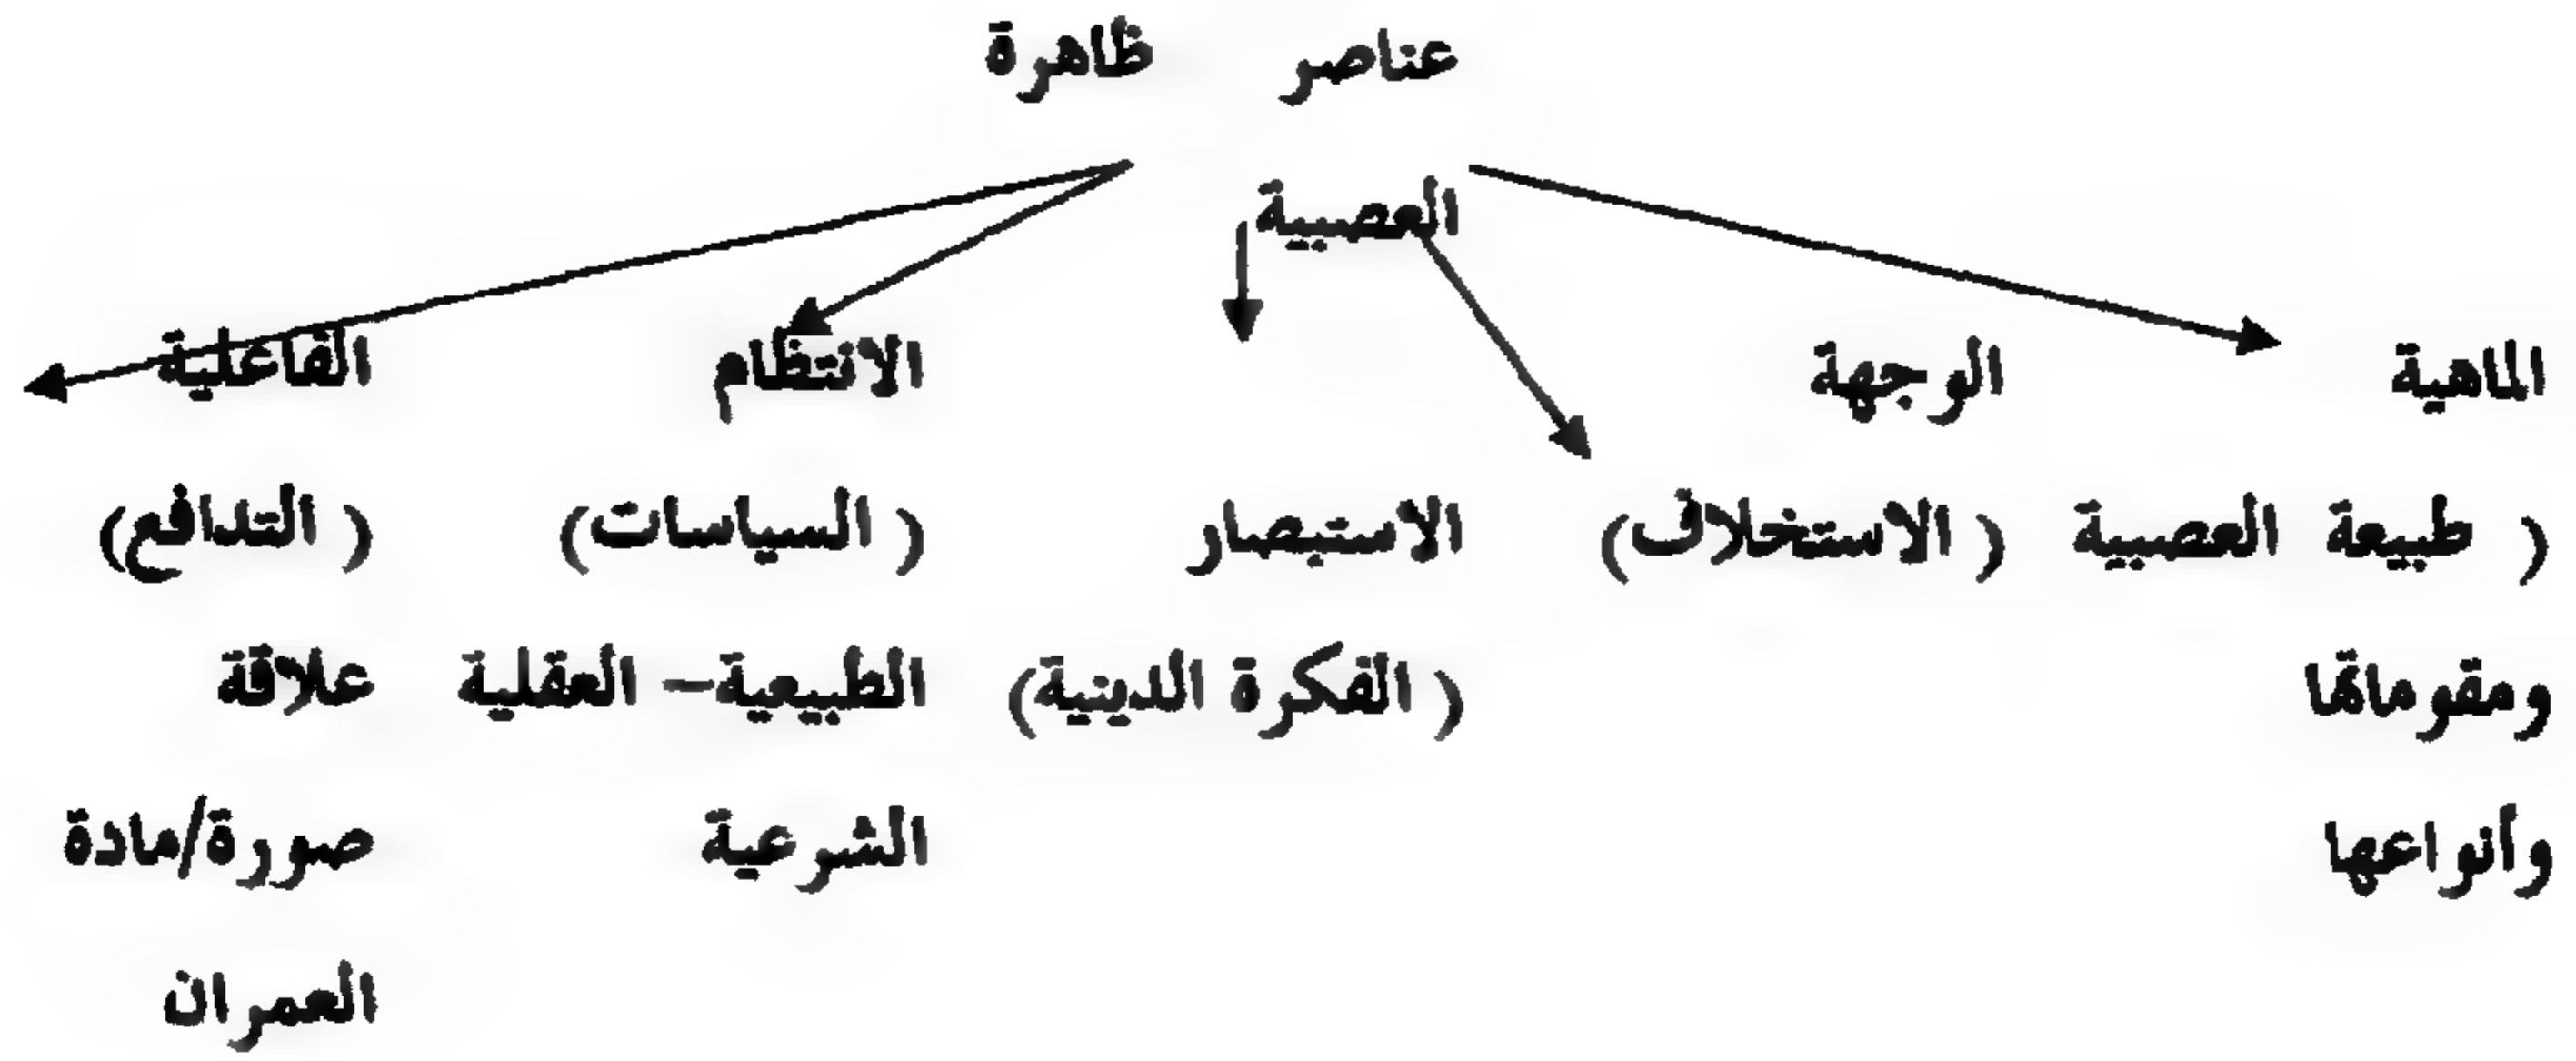 عناصر ظاهرة
العصبية
الماهية
( طبيعة العصبية
ومقوماتها
وأنواعها
الوجهة
( الاستخلاف)
الاستبصار
( الفكرة الدينية)
الانتظام
( السياسات)
الطبيعية– العقلية
الشرعية
الفاعلية
( التدافع)
علاقة
صورة/مادة
العمران